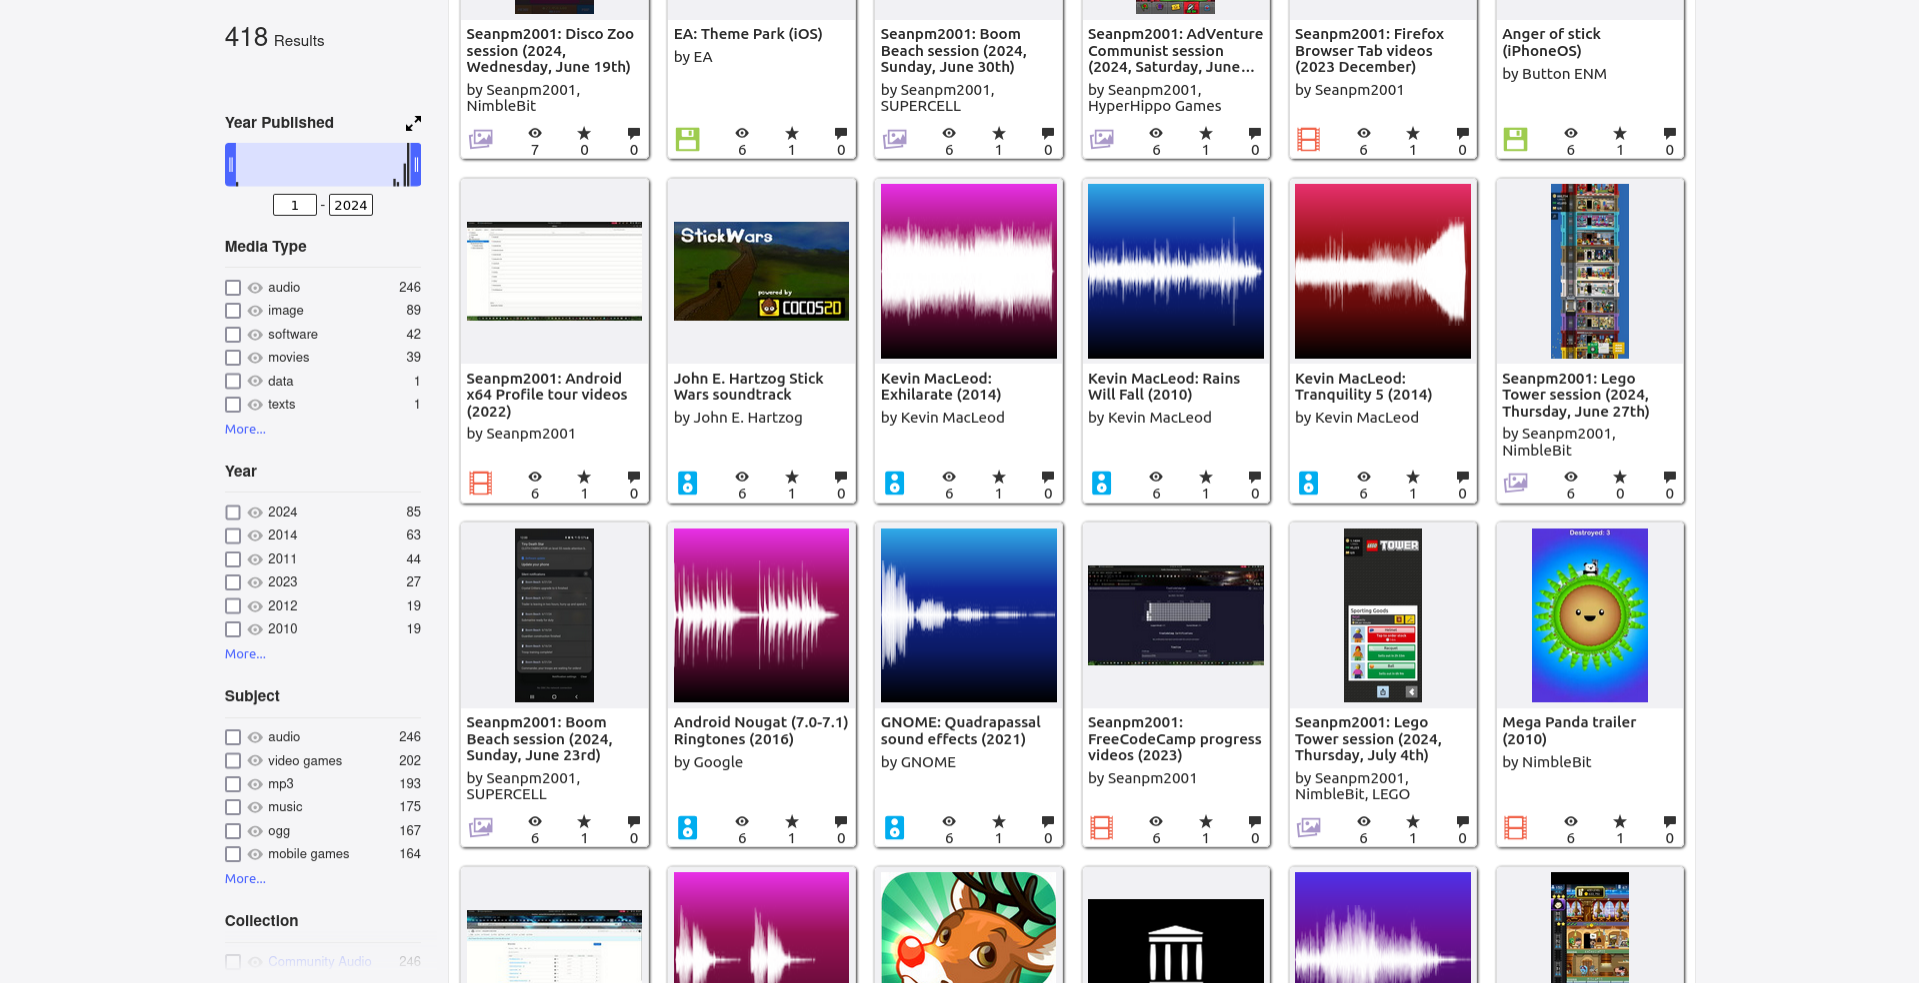 418 Results
Year Published
1 - 2024
Media Type
audio 246
image 89
software 42
movies 39
data 1
texts 1
More...
Year
2024 85
2014 63
2011 44
2023 27
2012 19
2010 19
More...
Subject
audio 246
video games 202
mp3 193
music 175
ogg 167
mobile games 164
More...
Collection
Community Audio 246
Seanpm2001: Disco Zoo
session (2024,
Wednesday, June 19th)
by Seanpm2001,
NimbleBit
7 0 0
EA: Theme Park (iOS)
by EA
6 1 0
Seanpm2001: Boom
Beach session (2024,
Sunday, June 30th)
by Seanpm2001,
SUPERCELL
6 1 0
Seanpm2001: AdVenture
Communist session
(2024, Saturday, June...
by Seanpm2001,
HyperHippo Games
6 1 0
Seanpm2001: Firefox
Browser Tab videos
(2023 December)
by Seanpm2001
6 1 0
Anger of stick
(iPhoneOS)
by Button ENM
6 1 0
Seanpm2001: Android
x64 Profile tour videos
(2022)
by Seanpm2001
6 1 0
StickWars
powered by
COCOS2D
John E. Hartzog Stick
Wars soundtrack
by John E. Hartzog
6 1 0
Kevin MacLeod:
Exhilarate (2014)
by Kevin MacLeod
6 1 0
Kevin MacLeod: Rains
Will Fall (2010)
by Kevin MacLeod
6 1 0
Kevin MacLeod:
Tranquility 5 (2014)
by Kevin MacLeod
6 1 0
Seanpm2001: Lego
Tower session (2024,
Thursday, June 27th)
by Seanpm2001,
NimbleBit
6 0 0
Seanpm2001: Boom
Beach session (2024,
Sunday, June 23rd)
by Seanpm2001,
SUPERCELL
6 1 0
Android Nougat (7.0-7.1)
Ringtones (2016)
by Google
6 1 0
GNOME: Quadrapassal
sound effects (2021)
by GNOME
6 1 0
Seanpm2001:
FreeCodeCamp progress
videos (2023)
by Seanpm2001
6 1 0
LEGO TOWER
Sporting Goods
Seanpm2001: Lego
Tower session (2024,
Thursday, July 4th)
by Seanpm2001,
NimbleBit, LEGO
6 1 0
Destroyed: 3
Mega Panda trailer
(2010)
by NimbleBit
6 1 0